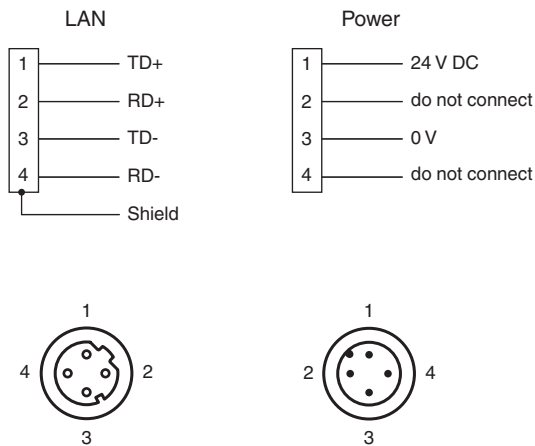 LAN
1 TD+
2 RD+
3 TD-
4 RD-
Shield
Power
1 24 V DC
2 do not connect
3 0 V
4 do not connect
1
4 2
3
1
2 4
3